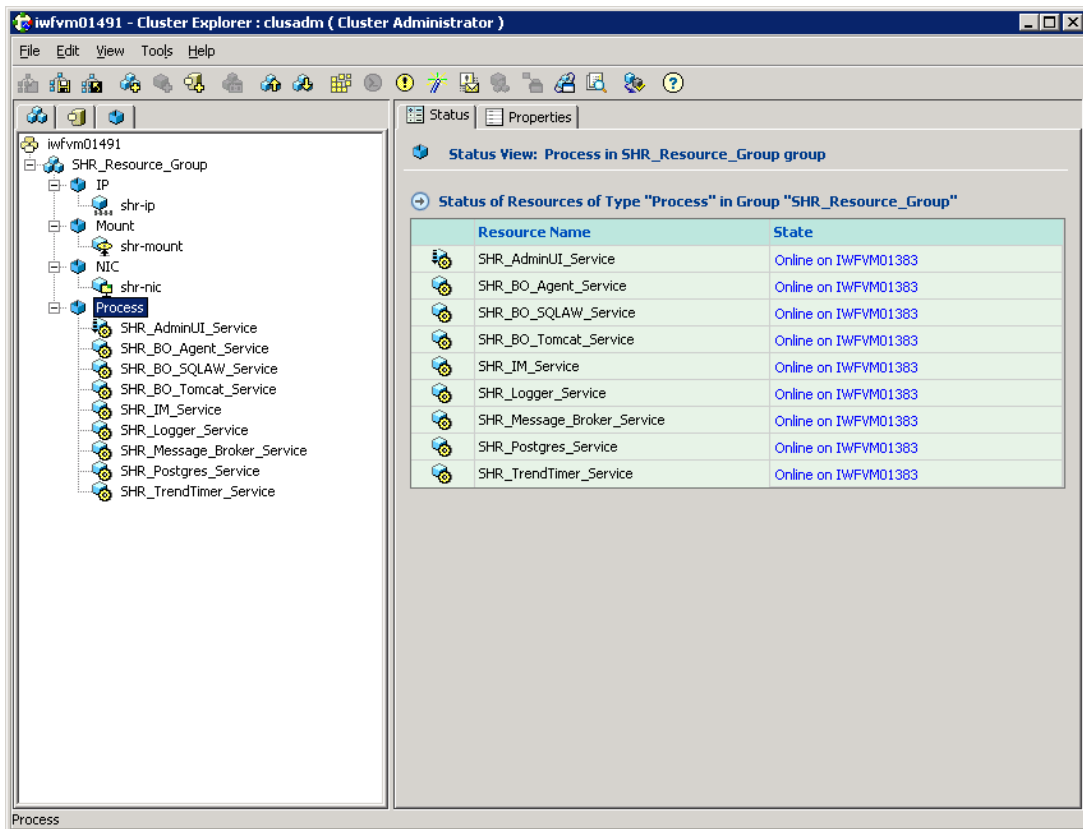 iwfvm01491 - Cluster Explorer : clusadm ( Cluster Administrator )
File Edit View Tools Help
Status Properties
iwfvm01491
SHR_Resource_Group
IP
shr-ip
Mount
shr-mount
NIC
shr-nic
Process
SHR_AdminUI_Service
SHR_BO_Agent_Service
SHR_BO_SQLAW_Service
SHR_BO_Tomcat_Service
SHR_IM_Service
SHR_Logger_Service
SHR_Message_Broker_Service
SHR_Postgres_Service
SHR_TrendTimer_Service
Status View: Process in SHR_Resource_Group group
Status of Resources of Type "Process" in Group "SHR_Resource_Group"
Resource Name State
SHR_AdminUI_Service Online on IWFVM01383
SHR_BO_Agent_Service Online on IWFVM01383
SHR_BO_SQLAW_Service Online on IWFVM01383
SHR_BO_Tomcat_Service Online on IWFVM01383
SHR_IM_Service Online on IWFVM01383
SHR_Logger_Service Online on IWFVM01383
SHR_Message_Broker_Service Online on IWFVM01383
SHR_Postgres_Service Online on IWFVM01383
SHR_TrendTimer_Service Online on IWFVM01383
Process